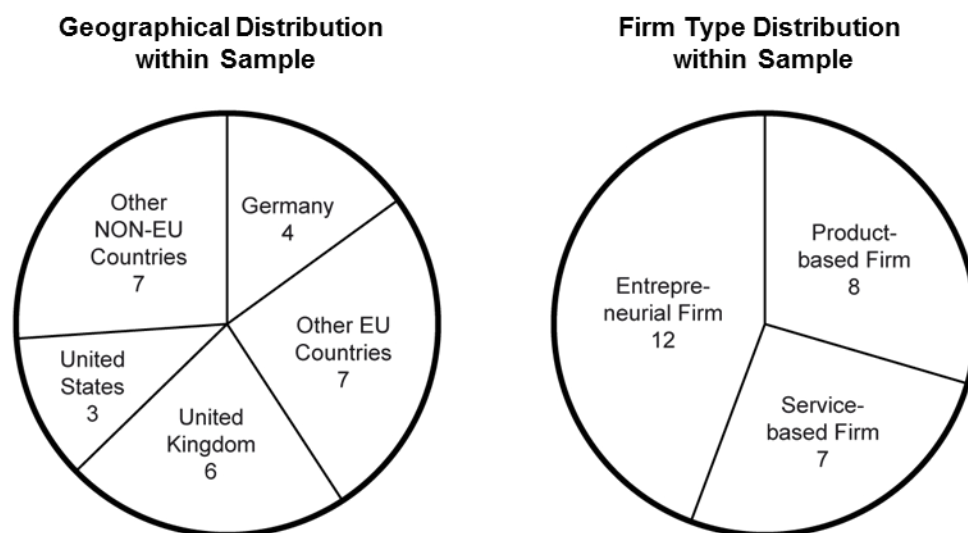 Geographical Distribution
within Sample
Other
NON-EU
Countries
7
Germany
4
Other EU
Countries
7
United
Kingdom
6
United
States
3
Firm Type Distribution
within Sample
Entrepre-
neurial Firm
12
Product-
based Firm
8
Service-
based Firm
7